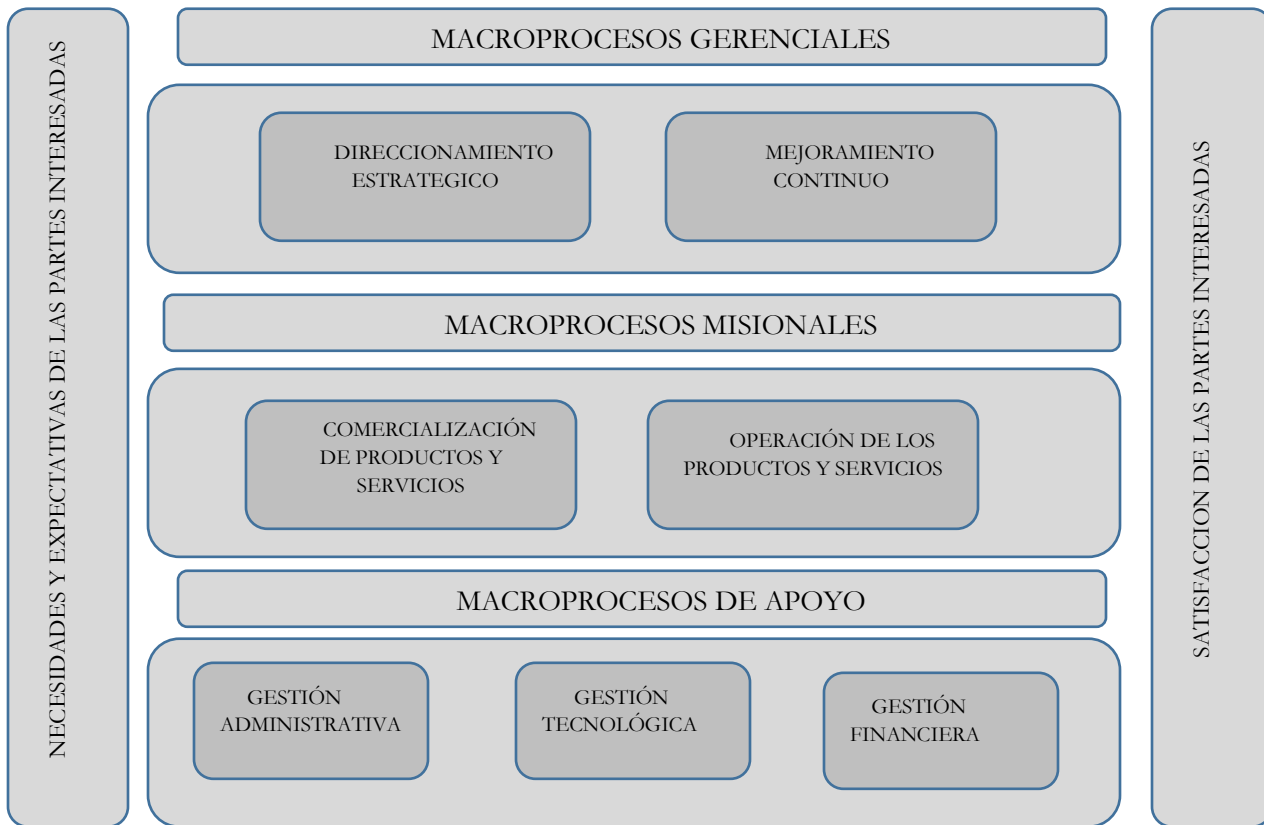 NECESIDADES Y EXPECTATIVAS DE LAS PARTES INTERESADAS
MACROPROCESOS GERENCIALES
DIRECCIONAMIENTO
ESTRATEGICO
MEJORAMIENTO
CONTINUO
MACROPROCESOS MISIONALES
COMERCIALIZACIÓN
DE PRODUCTOS Y
SERVICIOS
OPERACIÓN DE LOS
PRODUCTOS Y SERVICIOS
MACROPROCESOS DE APOYO
GESTIÓN
ADMINISTRATIVA
GESTIÓN
TECNOLÓGICA
GESTIÓN
FINANCIERA
SATISFACCION DE LAS PARTES INTERESADAS